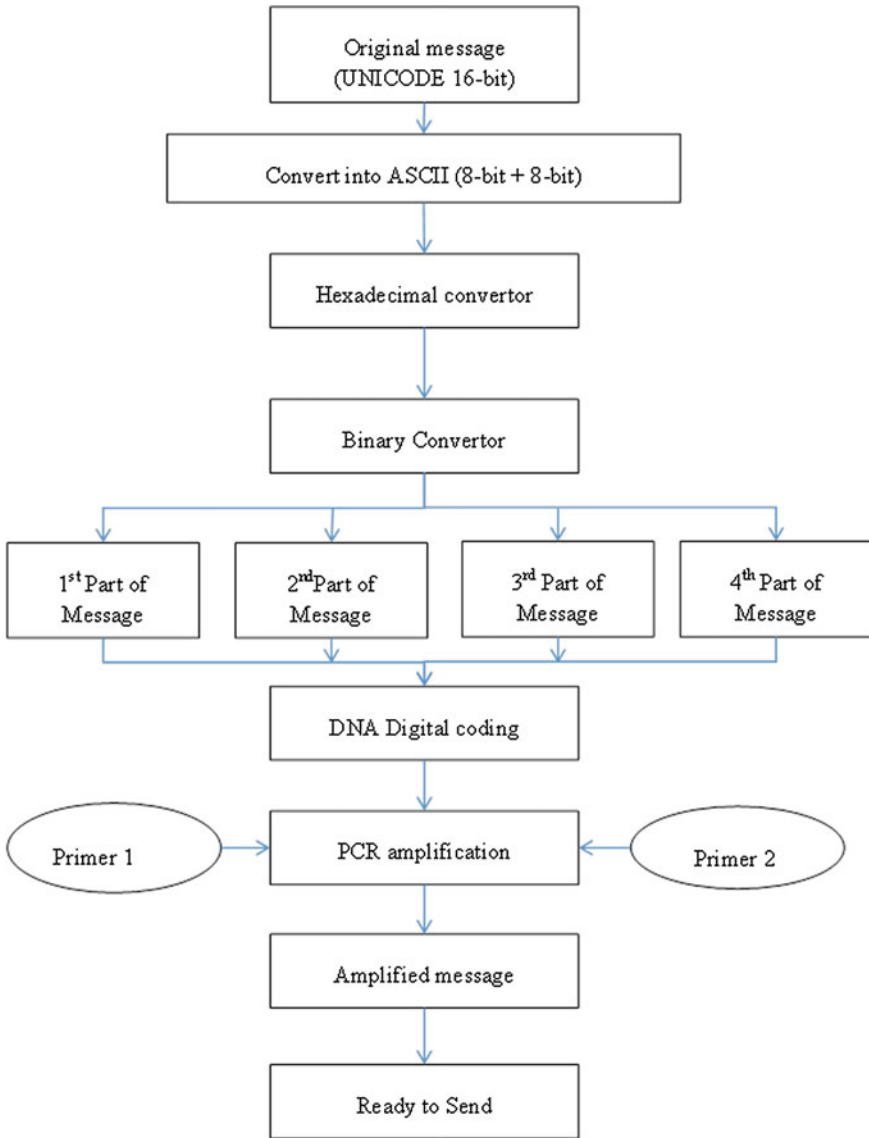 Original message
(UNICODE 16-bit)
Convert into ASCII (8-bit + 8-bit)
Hexadecimal convertor
Binary Convertor
1st Part of
Message
2nd Part of
Message
3rd Part of
Message
4th Part of
Message
DNA Digital coding
Primer 1
PCR amplification
Primer 2
Amplified message
Ready to Send